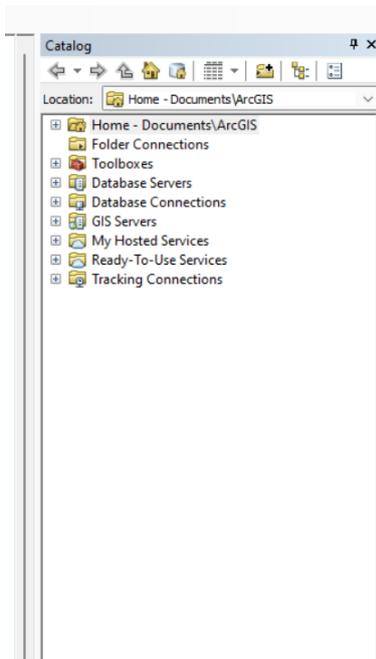 Catalog
Location: Home - Documents\ArcGIS
Home - Documents\ArcGIS
Folder Connections
Toolboxes
Database Servers
Database Connections
GIS Servers
My Hosted Services
Ready-To-Use Services
Tracking Connections